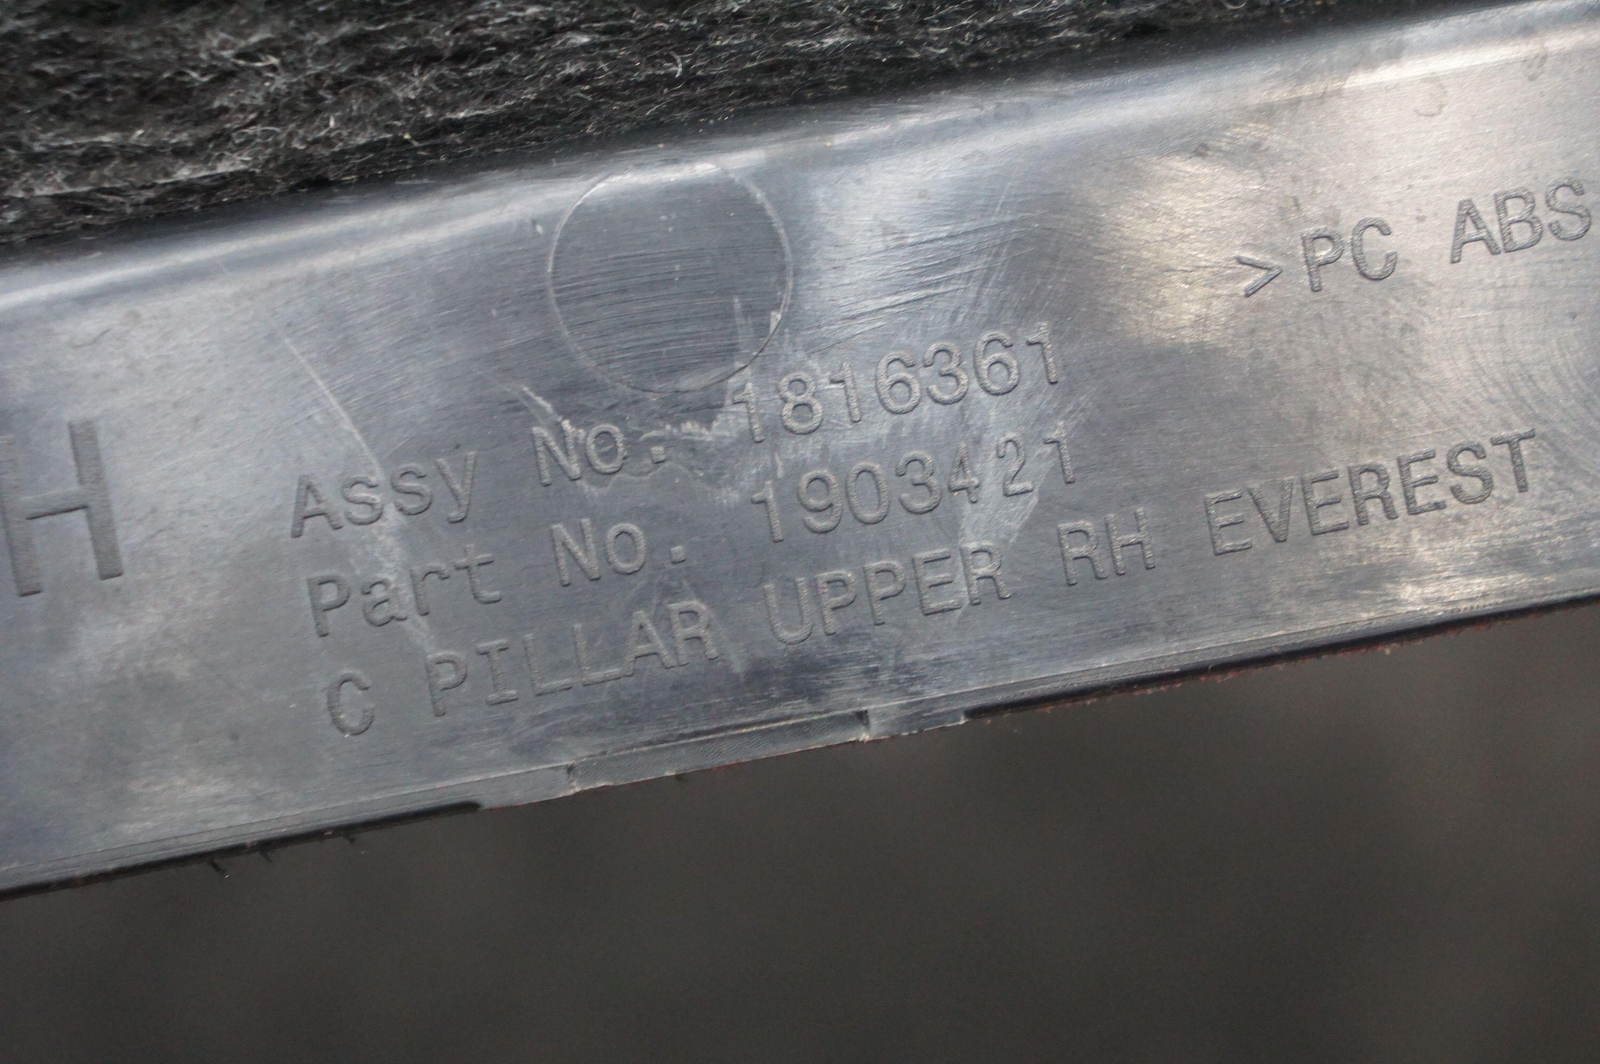 >PC ABS
H
Assy No. 1816361
Part No. 1903421
C PILLAR UPPER RH EVEREST